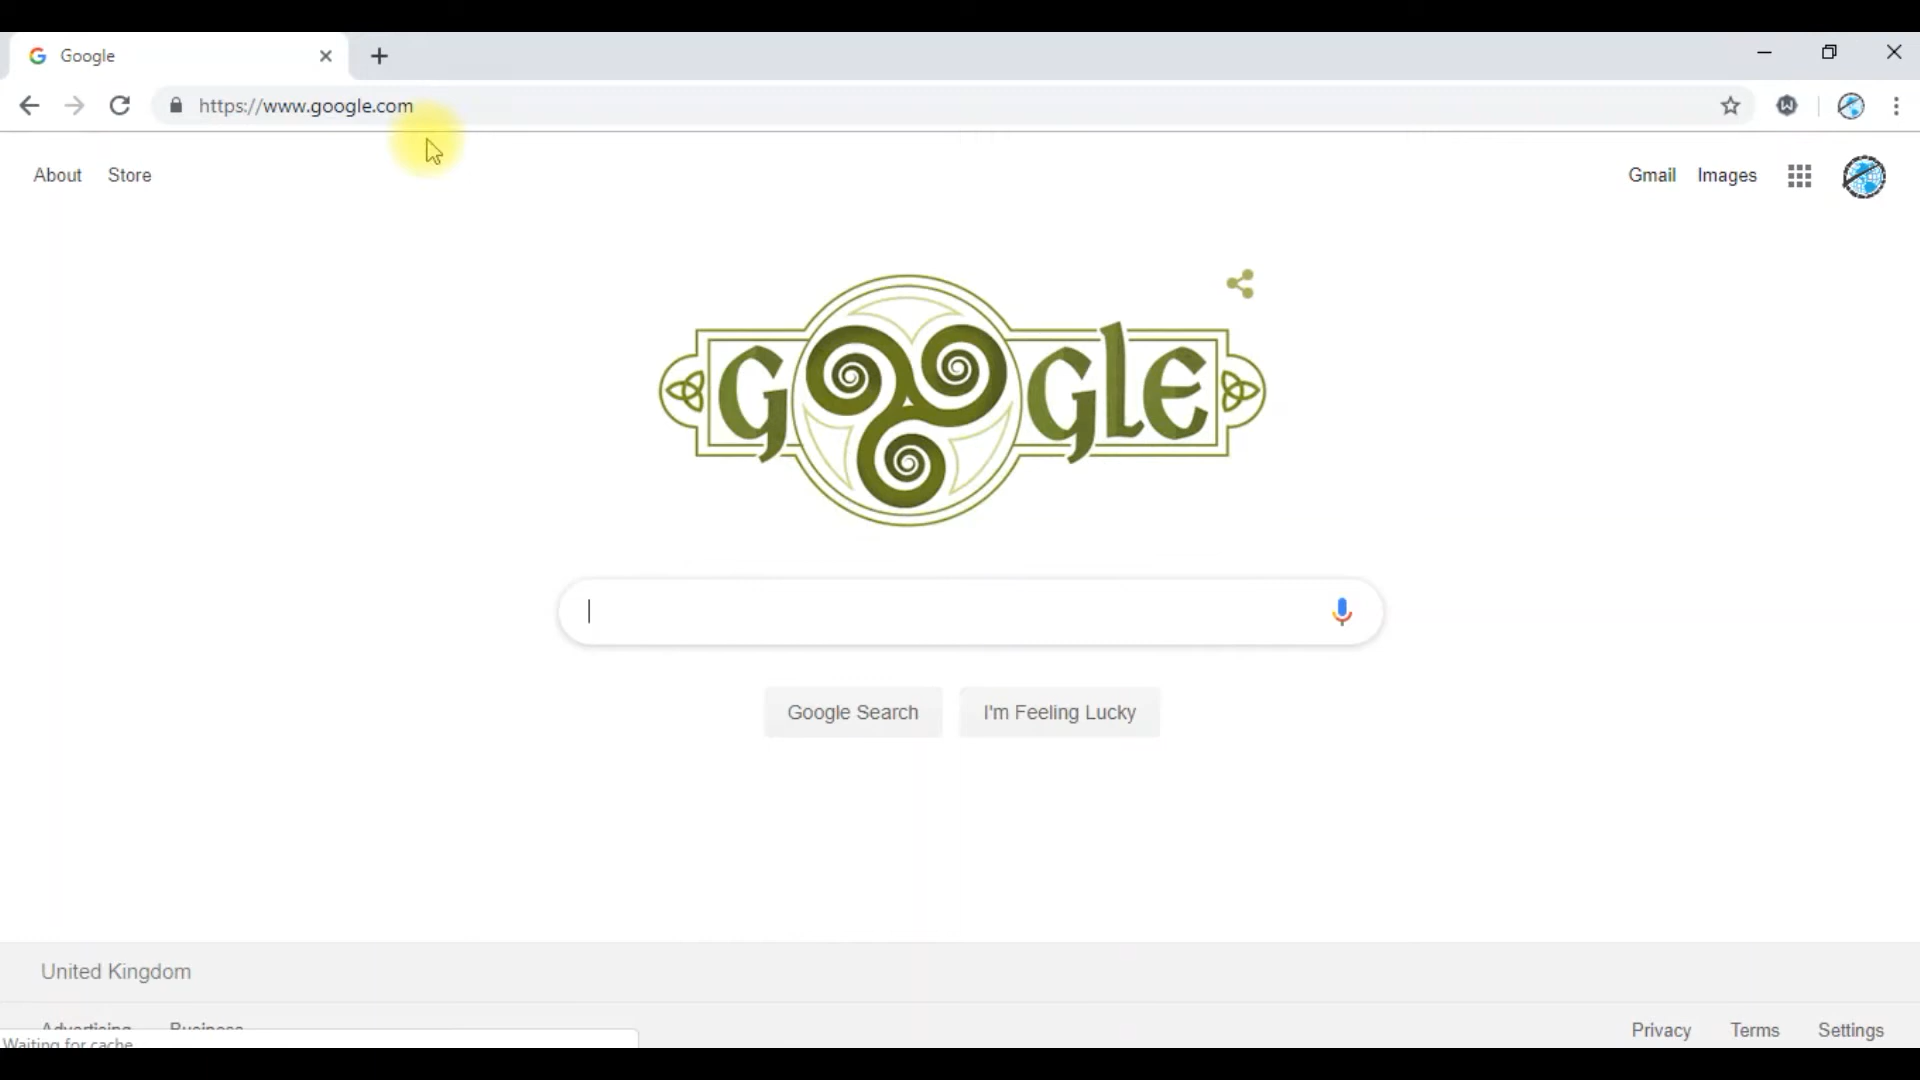 Google
https://www.google.com
About Store
Gmail Images
GOOGLE
Google Search I'm Feeling Lucky
United Kingdom
Advertising Business
Waiting for cache
Privacy Terms Settings